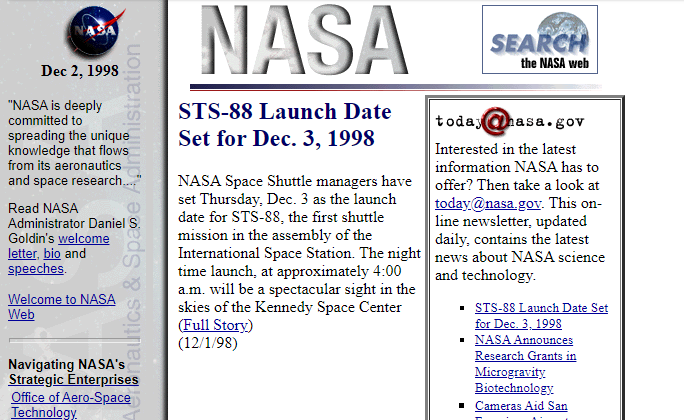 NASA
Dec 2, 1998
"NASA is deeply
committed to
spreading the unique
knowledge that flows
from its aeronautics
and space research...."
Read NASA
Administrator Daniel S.
Goldin's welcome
letter, bio and
speeches.
Welcome to NASA
Web
Navigating NASA's
Strategic Enterprises
Office of Aero-Space
Technology
Aeronautics & Space Administration
NASA
SEARCH
the NASA web
STS-88 Launch Date
Set for Dec. 3, 1998
NASA Space Shuttle managers have
set Thursday, Dec. 3 as the launch
date for STS-88, the first shuttle
mission in the assembly of the
International Space Station. The night
time launch, at approximately 4:00
a.m. will be a spectacular sight in the
skies of the Kennedy Space Center
(Full Story)
(12/1/98)
today@nasa.gov
Interested in the latest
information NASA has to
offer? Then take a look at
today@nasa.gov. This on-
line newsletter, updated
daily, contains the latest
news about NASA science
and technology.
STS-88 Launch Date Set
for Dec. 3, 1998
NASA Announces
Research Grants in
Microgravity
Biotechnology
Cameras Aid San